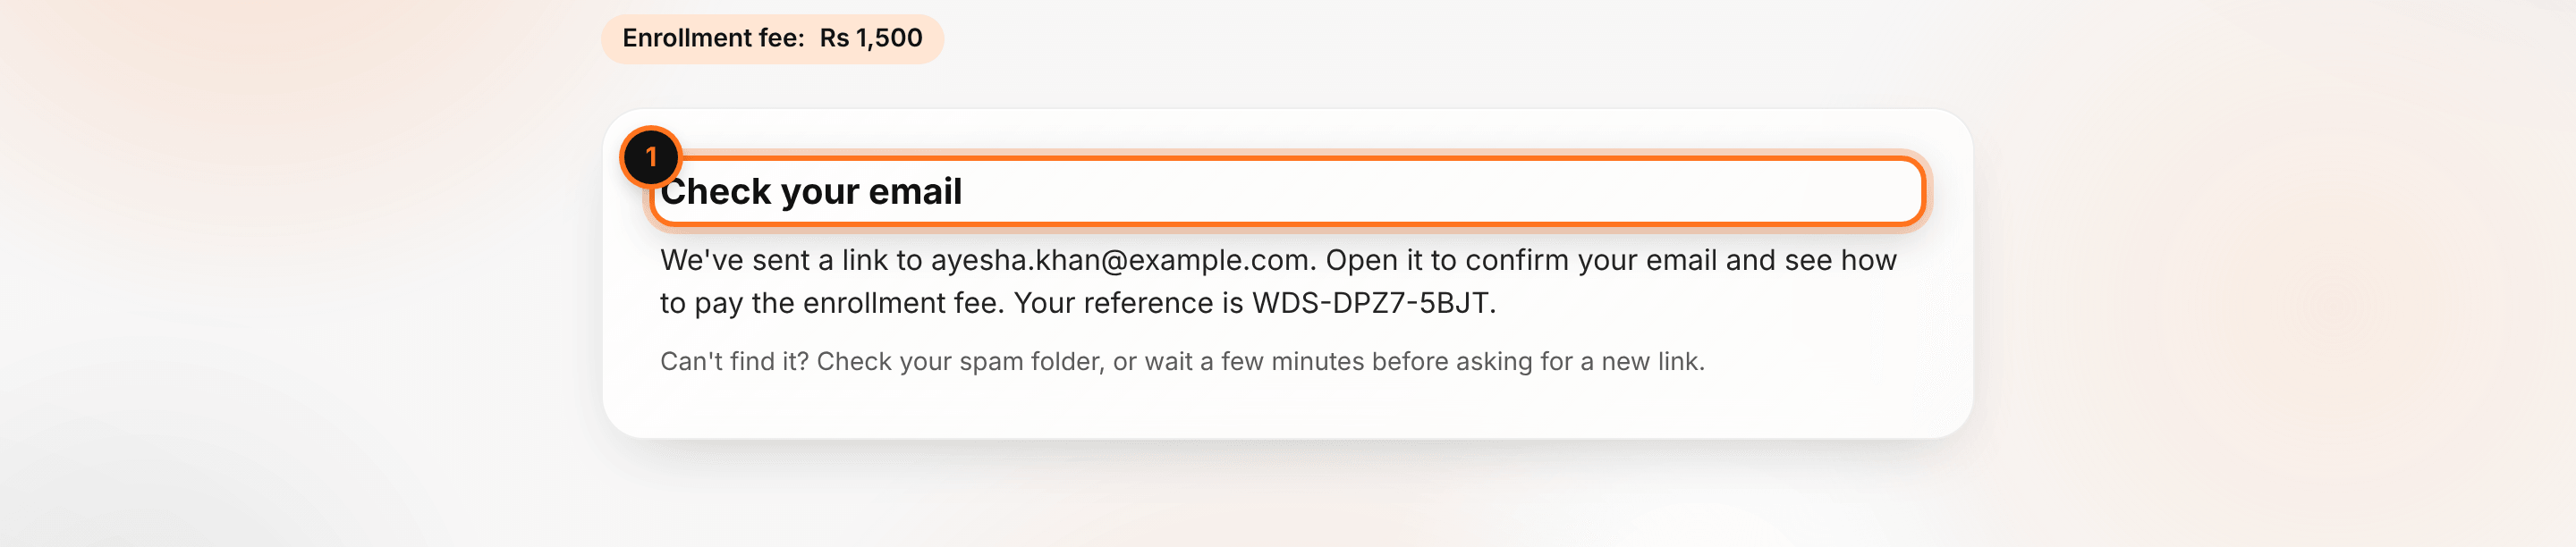 Enrollment fee: Rs 1,500
1
Check your email
We've sent a link to ayesha.khan@example.com. Open it to confirm your email and see how
to pay the enrollment fee. Your reference is WDS-DPZ7-5BJT.
Can't find it? Check your spam folder, or wait a few minutes before asking for a new link.